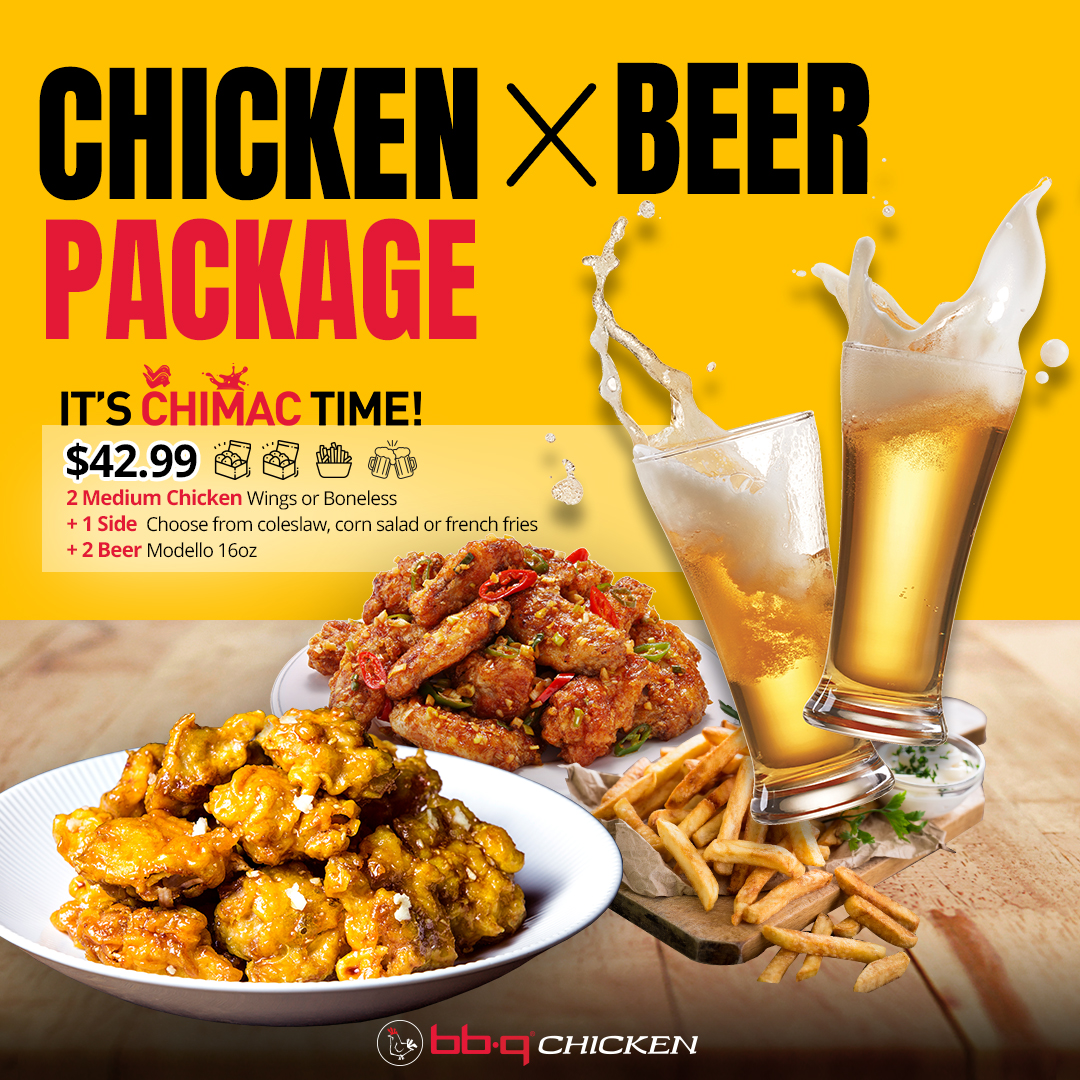 CHICKEN X BEER
PACKAGE
IT'S CHIMAC TIME!
$42.99
2 Medium Chicken Wings or Boneless
+ 1 Side Choose from coleslaw, corn salad or french fries
+ 2 Beer Modello 16oz
bb.q CHICKEN